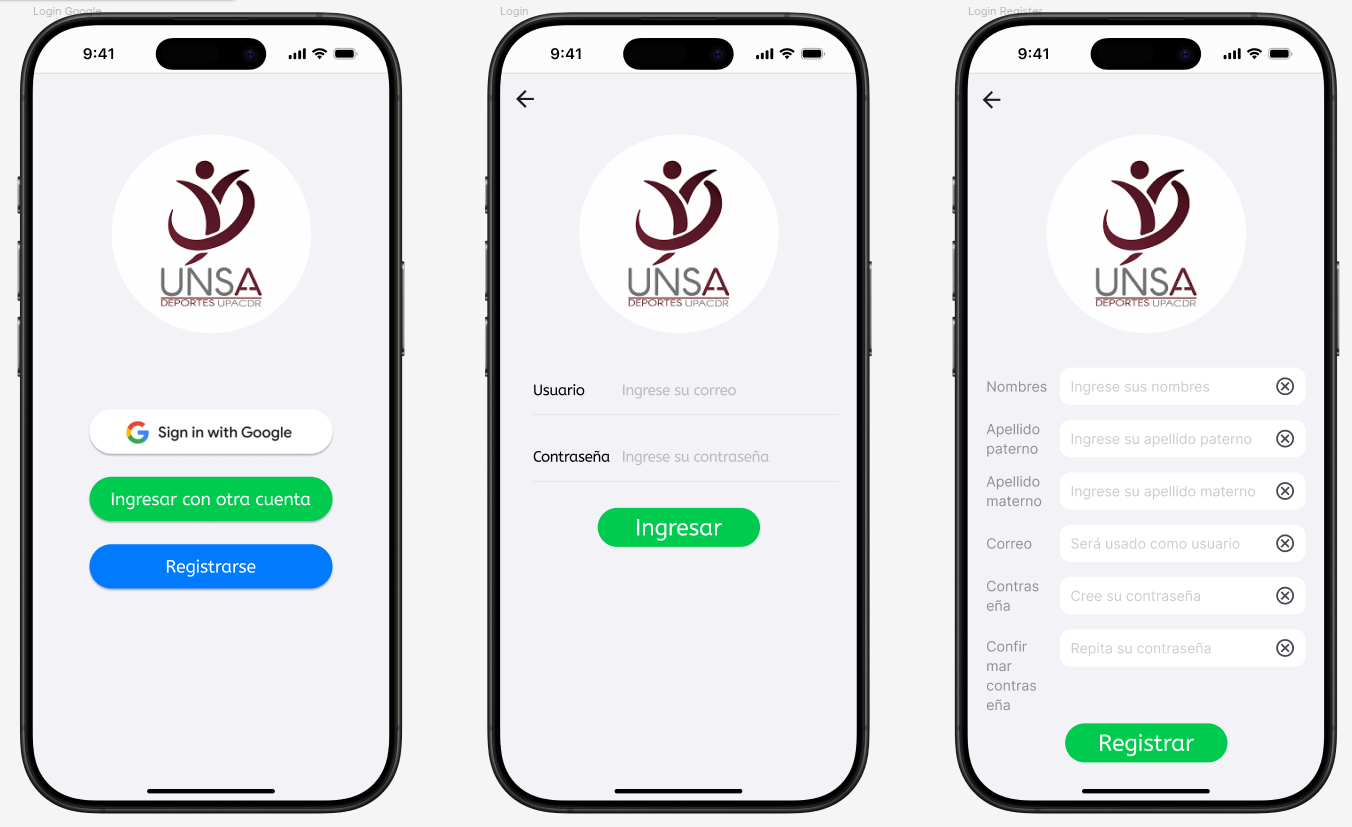 Login Google
9:41
UNSA
DEPORTES UPACDR
Sign in with Google
Ingresar con otra cuenta
Registrarse
Login
9:41
UNSA
DEPORTES UPACDR
Usuario Ingrese su correo
Contraseña Ingrese su contraseña
Ingresar
Login Register
9:41
UNSA
DEPORTES UPACDR
Nombres Ingrese sus nombres
Apellido
paterno
Ingrese su apellido paterno
Apellido
materno
Ingrese su apellido materno
Correo Será usado como usuario
Contras
eña
Cree su contraseña
Confir
mar
contras
eña
Repita su contraseña
Registrar